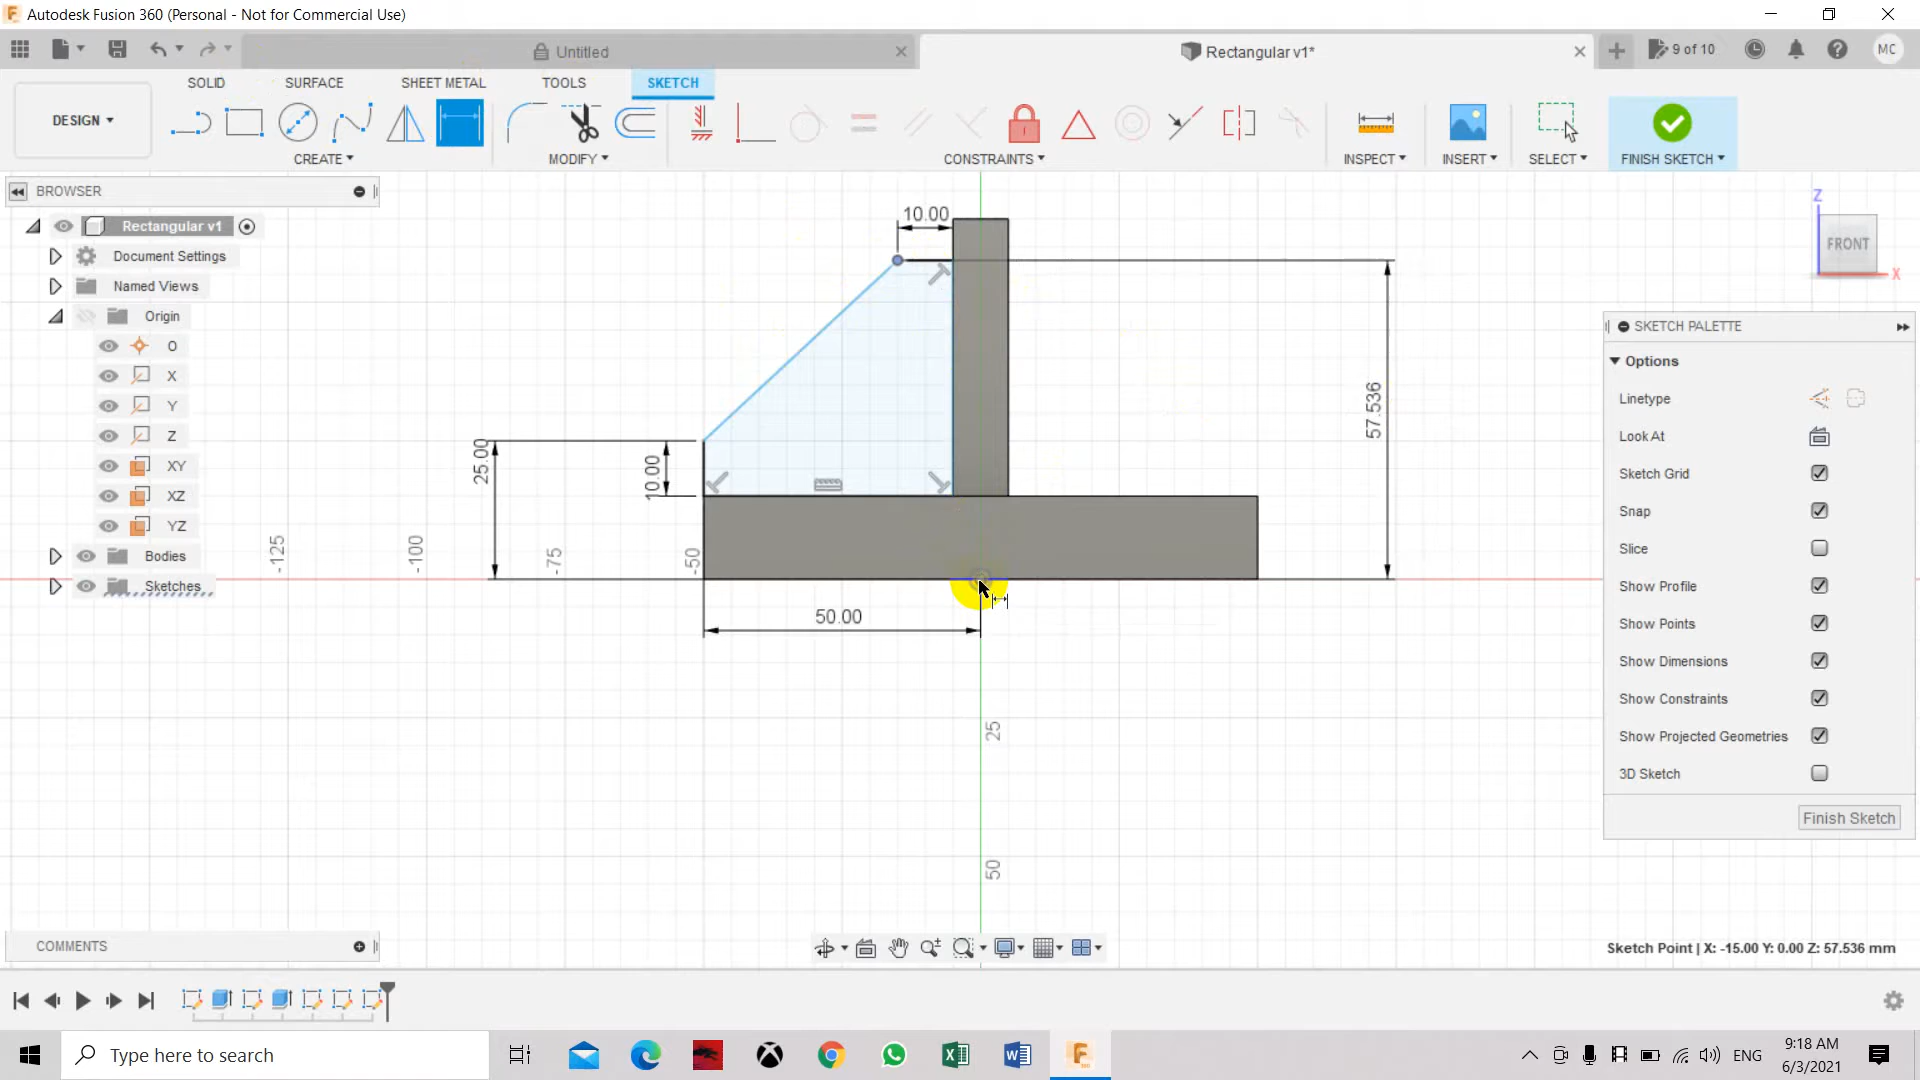 Autodesk Fusion 360 (Personal - Not for Commercial Use)
Untitled
Rectangular v1*
9 of 10
MC
SOLID
SURFACE
SHEET METAL
TOOLS
SKETCH
DESIGN
CREATE
MODIFY
CONSTRAINTS
INSPECT
INSERT
SELECT
FINISH SKETCH
BROWSER
Rectangular v1
Document Settings
Named Views
Origin
O
X
Y
Z
XY
XZ
YZ
Bodies
Sketches
10.00
57.536
25.00
10.00
50.00
-125
-100
-75
-50
25
50
Z
FRONT
X
SKETCH PALETTE
Options
Linetype
Look At
Sketch Grid
Snap
Slice
Show Profile
Show Points
Show Dimensions
Show Constraints
Show Projected Geometries
3D Sketch
Finish Sketch
COMMENTS
Sketch Point | X: -15.00 Y: 0.00 Z: 57.536 mm
Type here to search
ENG
9:18 AM
6/3/2021